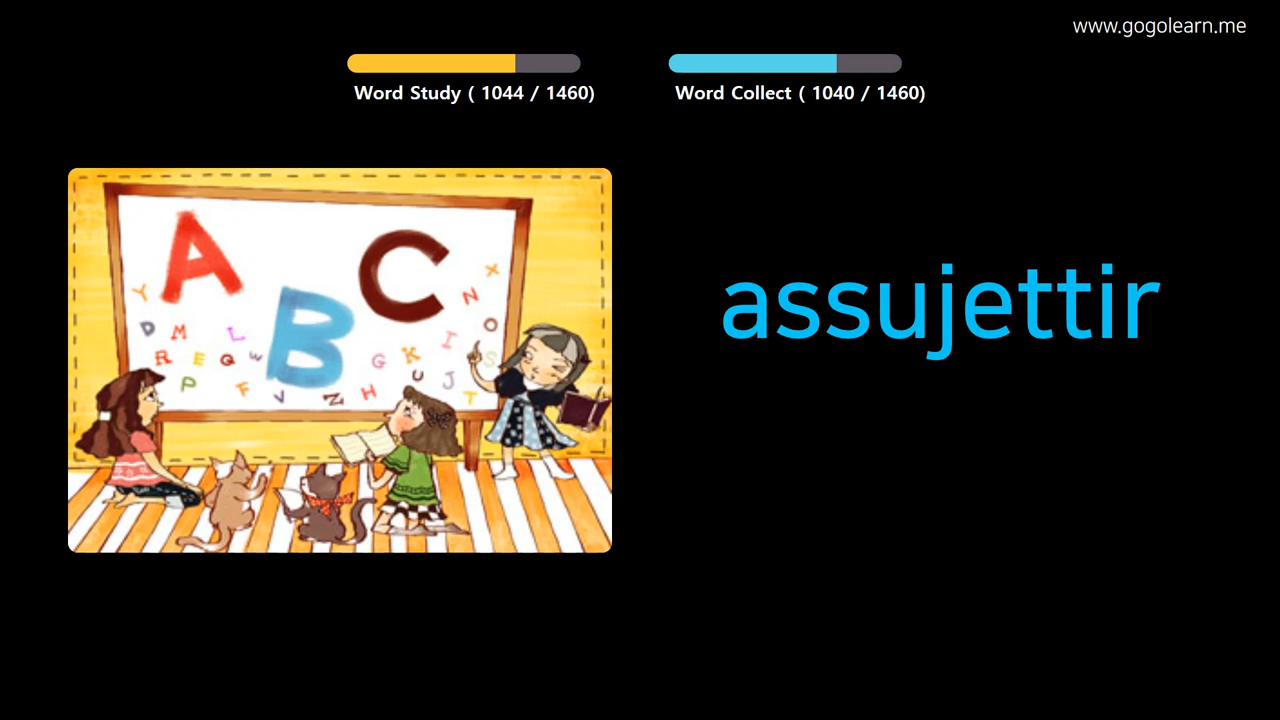 www.gogolearn.me
Word Study ( 1044 / 1460)
Word Collect ( 1040 / 1460)
assujettir
A
B
C
Y
X
N
D
M
L
O
I
R
E
Q
W
G
K
S
P
F
V
Z
H
U
J
T